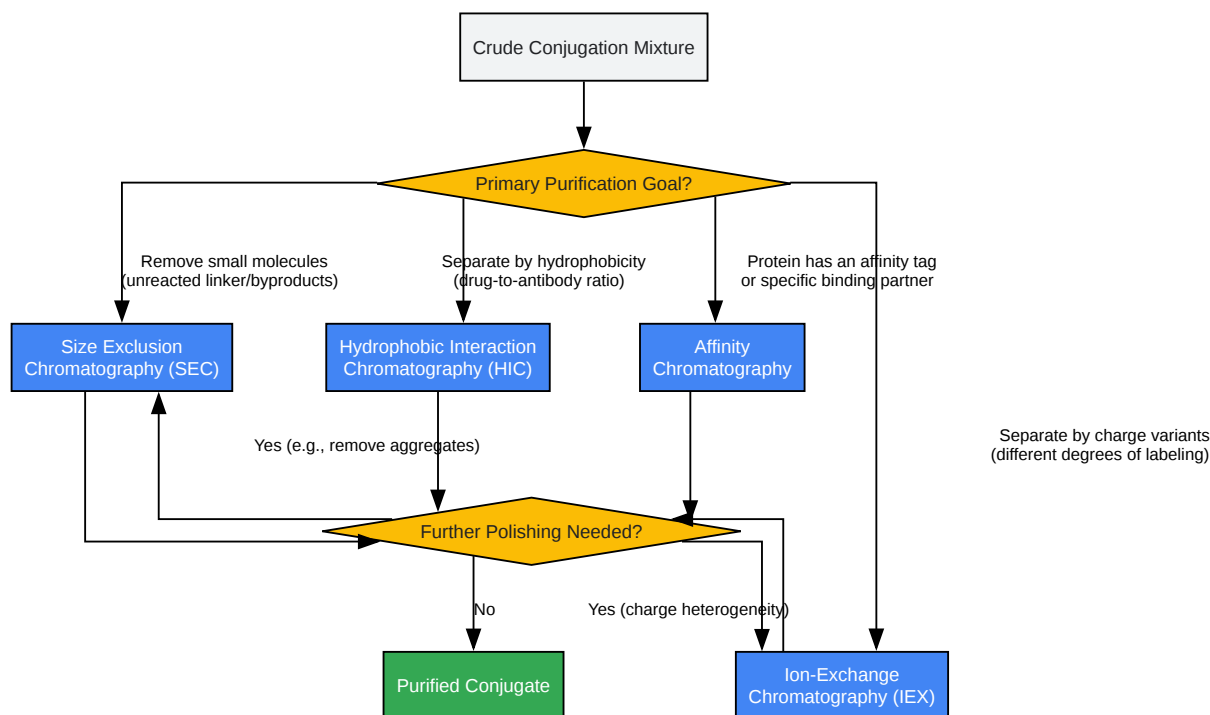 Crude Conjugation Mixture
Primary Purification Goal?
Remove small molecules
(unreacted linker/byproducts)
Separate by hydrophobicity
(drug-to-antibody ratio)
Protein has an affinity tag
or specific binding partner
Size Exclusion
Chromatography (SEC)
Hydrophobic Interaction
Chromatography (HIC)
Affinity
Chromatography
Yes (e.g., remove aggregates)
Separate by charge variants
(different degrees of labeling)
Further Polishing Needed?
No
Yes (charge heterogeneity)
Purified Conjugate
Ion-Exchange
Chromatography (IEX)